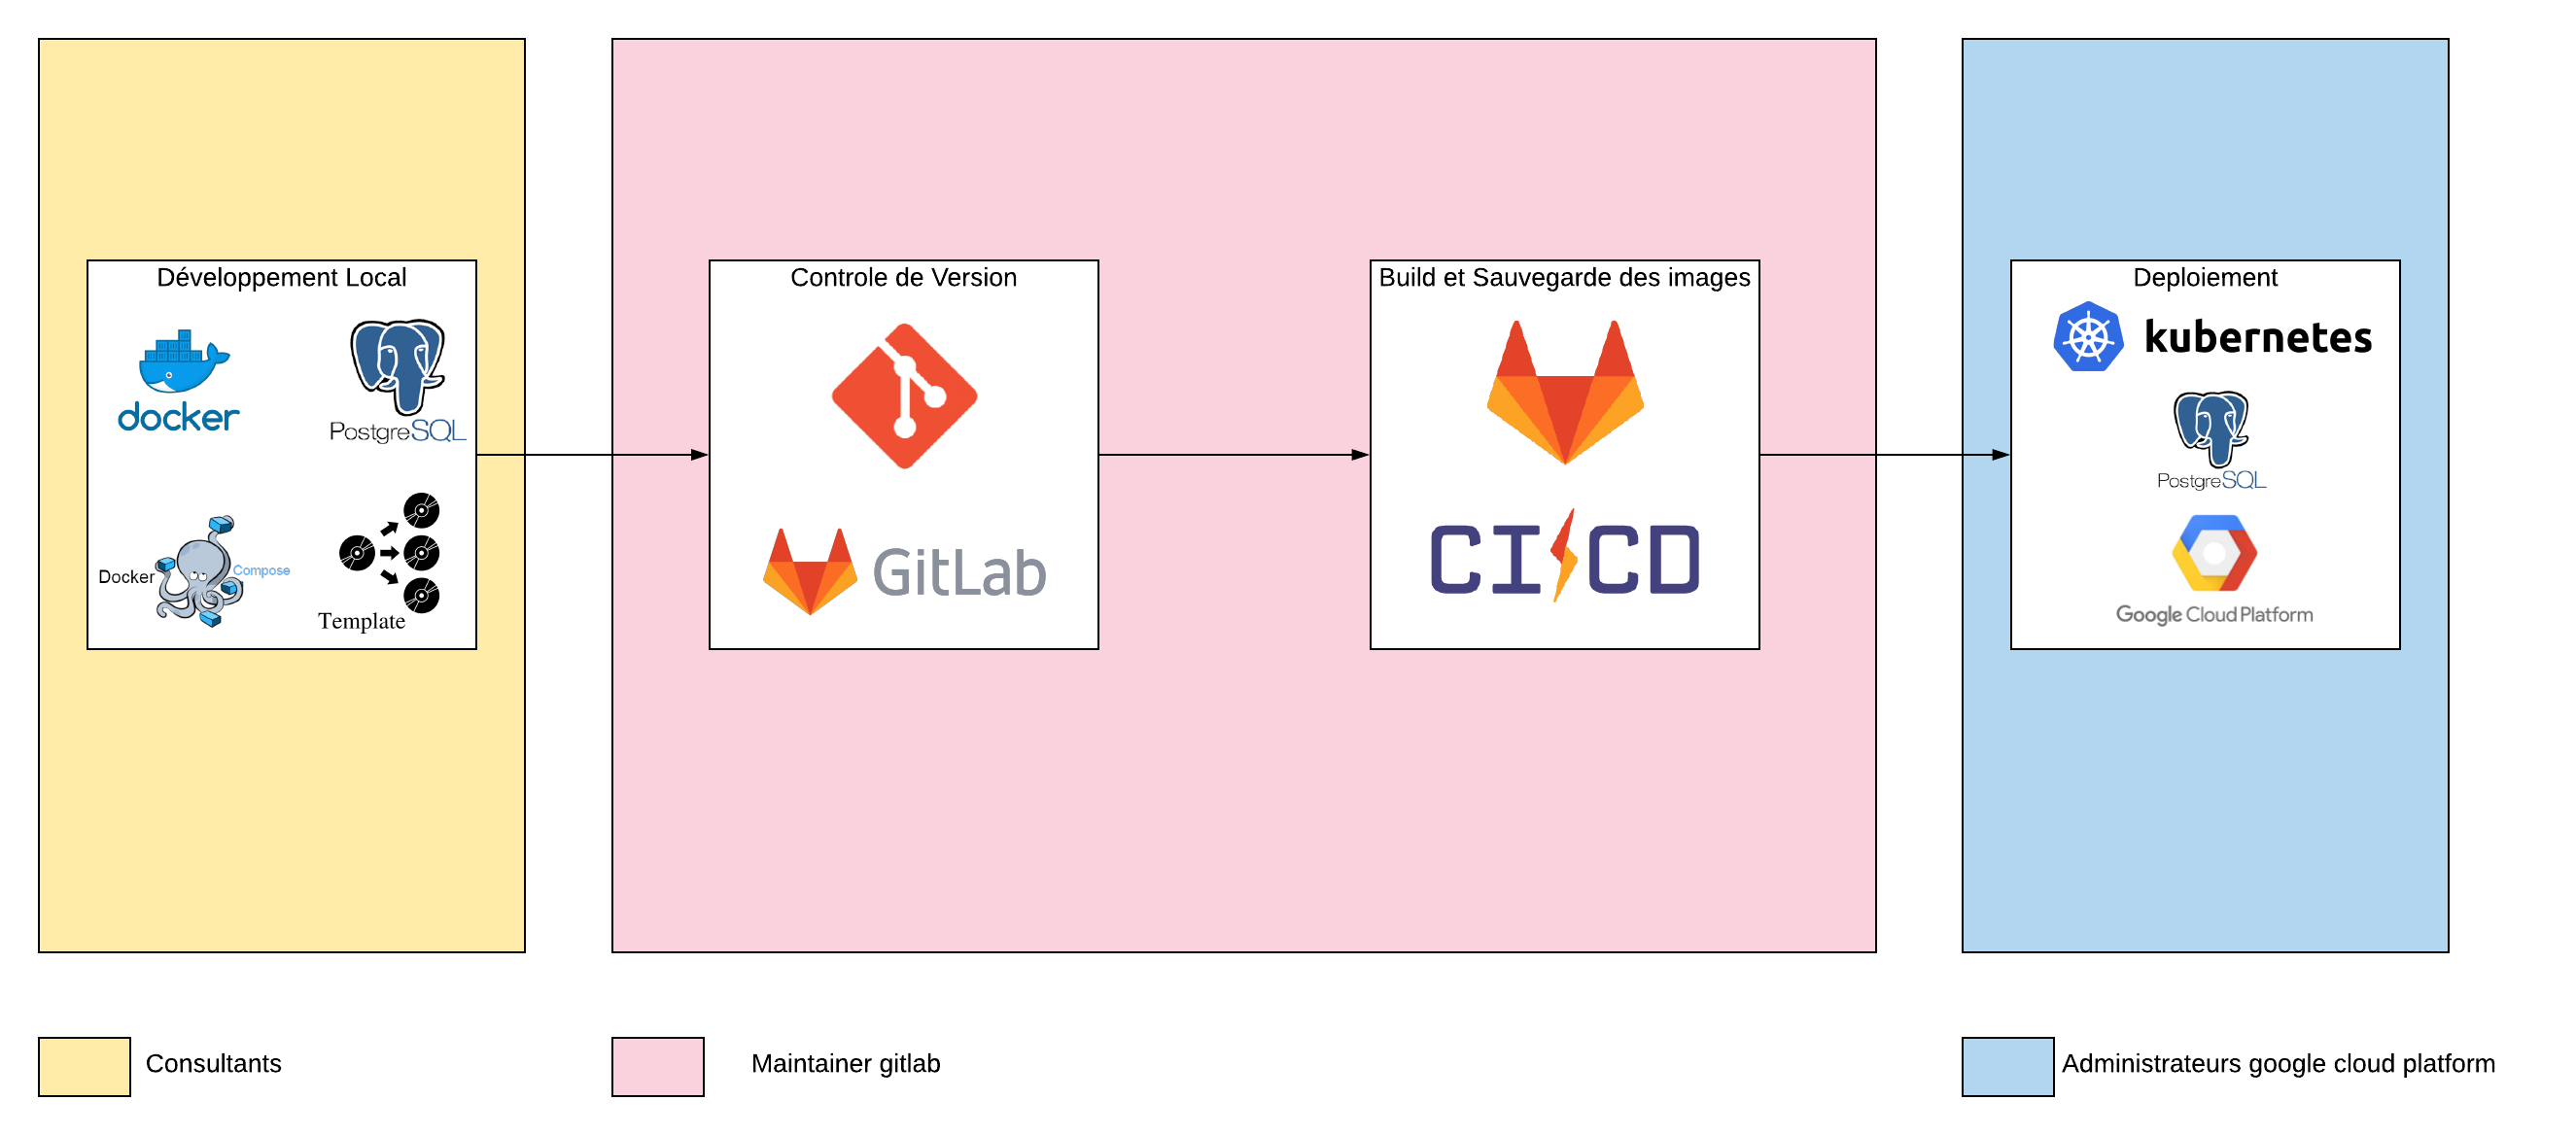 Développement Local
docker
PostgreSQL
Docker
Compose
Template
Controle de Version
GitLab
Build et Sauvegarde des images
CI CD
Deploiement
kubernetes
PostgreSQL
Google Cloud Platform
Consultants
Maintainer gitlab
Administrateurs google cloud platform